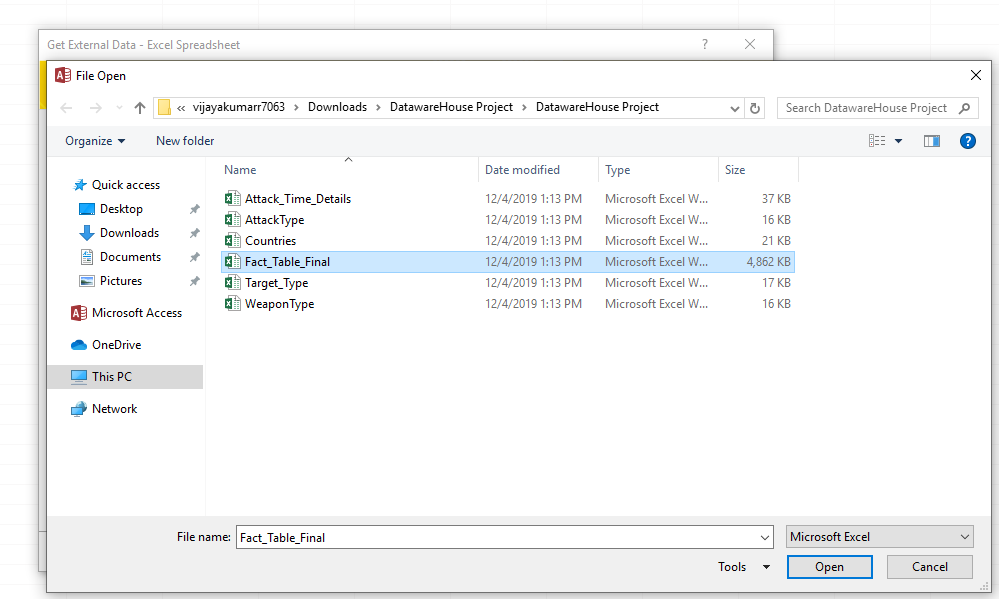 Get External Data - Excel Spreadsheet ?
A File Open
« vijayakumarr7063 > Downloads > DatawareHouse Project > DatawareHouse Project Search DatawareHouse Project
Organize New folder ?
Name Date modified Type Size
Quick access
Desktop
Downloads
Documents
Pictures
A Microsoft Access
OneDrive
This PC
Network
Attack_Time_Details 12/4/2019 1:13 PM Microsoft Excel W... 37 KB
AttackType 12/4/2019 1:13 PM Microsoft Excel W... 16 KB
Countries 12/4/2019 1:13 PM Microsoft Excel W... 21 KB
Fact_Table_Final 12/4/2019 1:13 PM Microsoft Excel W... 4,862 KB
Target_Type 12/4/2019 1:13 PM Microsoft Excel W... 17 KB
WeaponType 12/4/2019 1:13 PM Microsoft Excel W... 16 KB
File name: Fact_Table_Final Microsoft Excel
Tools Open Cancel